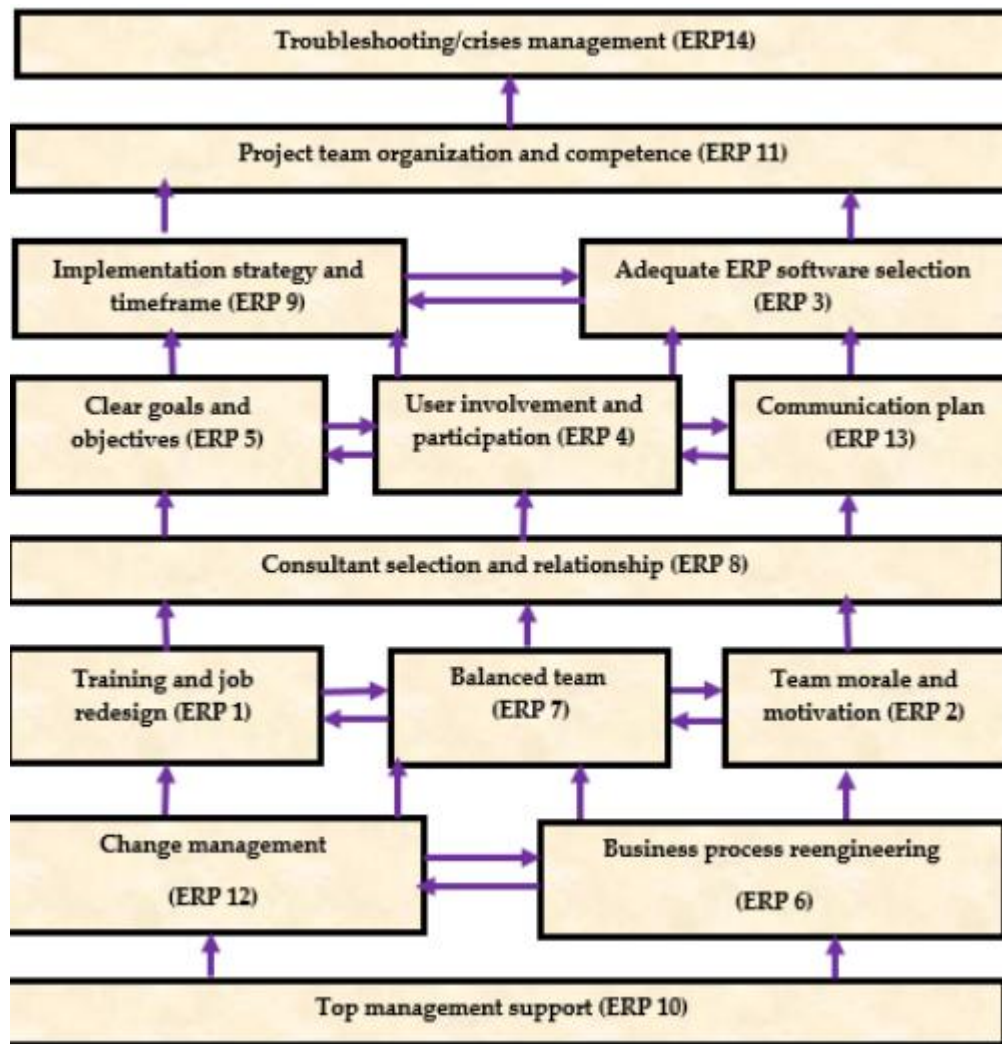 Troubleshooting/crises management (ERP14)
Project team organization and competence (ERP 11)
Implementation strategy and
timeframe (ERP 9)
Adequate ERP software selection
(ERP 3)
Clear goals and
objectives (ERP 5)
User involvement and
participation (ERP 4)
Communication plan
(ERP 13)
Consultant selection and relationship (ERP 8)
Training and job
redesign (ERP 1)
Balanced team
(ERP 7)
Team morale and
motivation (ERP 2)
Change management
(ERP 12)
Business process reengineering
(ERP 6)
Top management support (ERP 10)